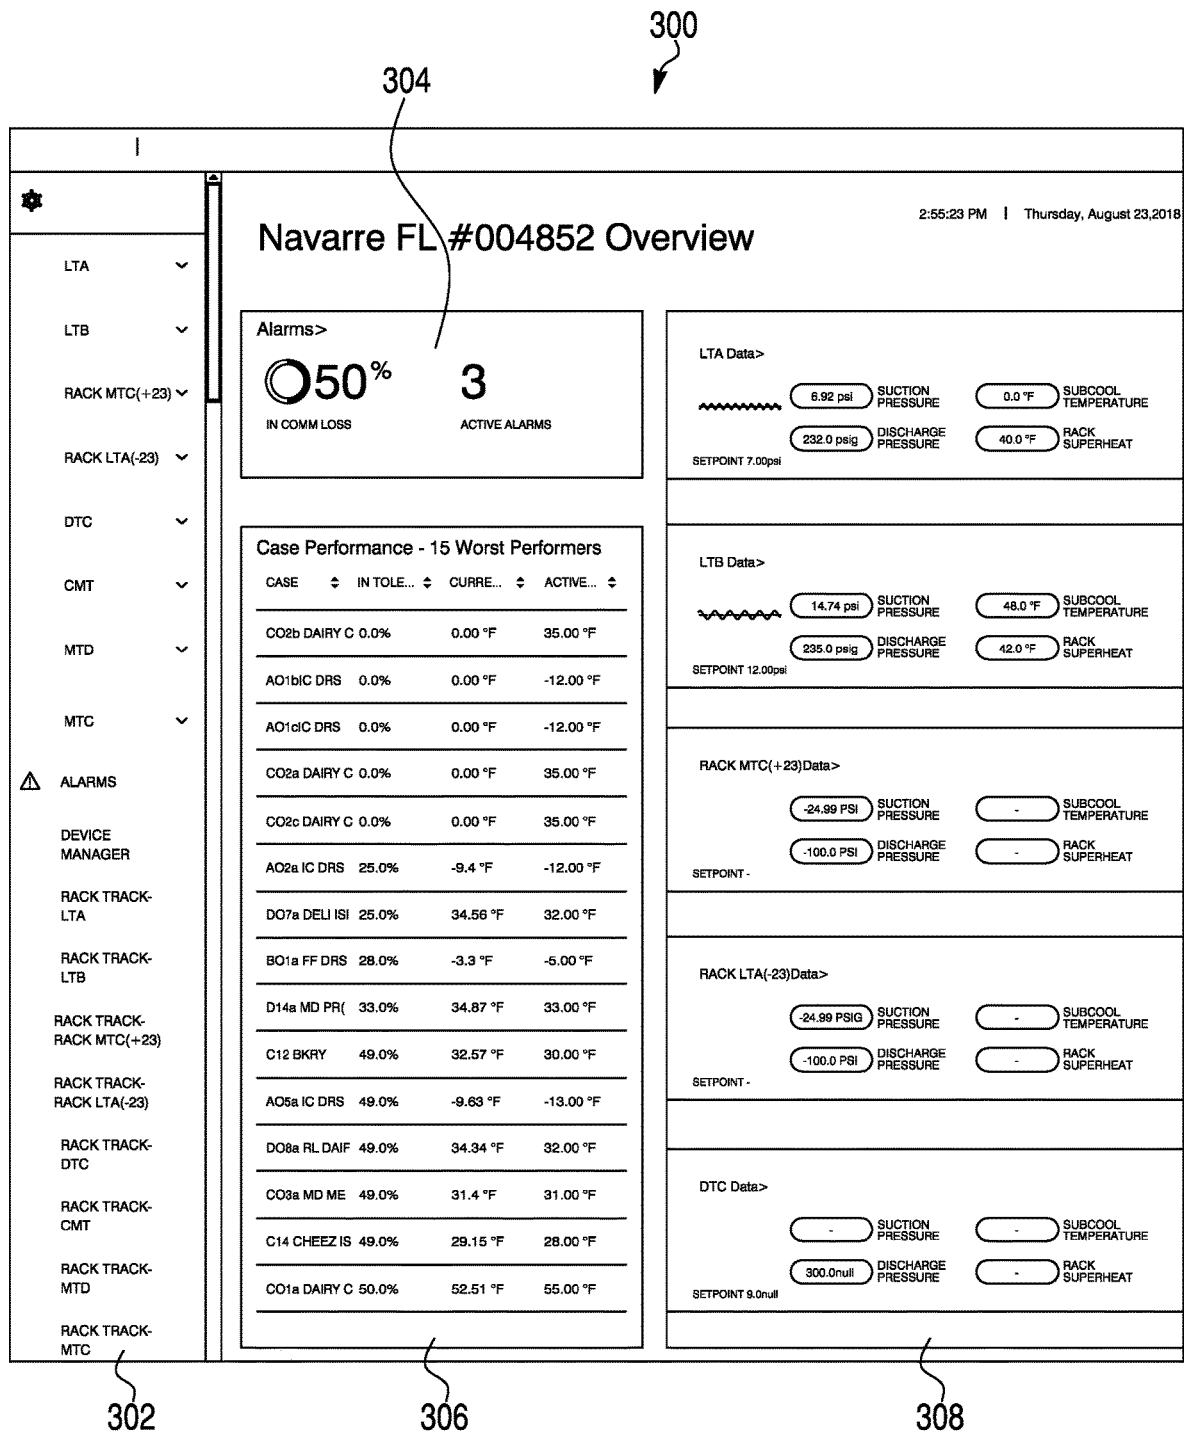 300
304
2:55:23 PM | Thursday, August 23,2018
Navarre FL #004852 Overview
LTA
LTB
RACK MTC(+23)
RACK LTA(-23)
DTC
CMT
MTD
MTC
ALARMS
DEVICE
MANAGER
RACK TRACK-
LTA
RACK TRACK-
LTB
RACK TRACK-
RACK MTC(+23)
RACK TRACK-
RACK LTA(-23)
RACK TRACK-
DTC
RACK TRACK-
CMT
RACK TRACK-
MTD
RACK TRACK-
MTC
Alarms>
50% 3
IN COMM LOSS ACTIVE ALARMS
Case Performance - 15 Worst Performers
CASE IN TOLE... CURRE... ACTIVE...
CO2b DAIRY C 0.0% 0.00 °F 35.00 °F
AO1bIC DRS 0.0% 0.00 °F -12.00 °F
AO1cIC DRS 0.0% 0.00 °F -12.00 °F
CO2a DAIRY C 0.0% 0.00 °F 35.00 °F
CO2c DAIRY C 0.0% 0.00 °F 35.00 °F
AO2a IC DRS 25.0% -9.4 °F -12.00 °F
DO7a DELI ISI 25.0% 34.56 °F 32.00 °F
BO1a FF DRS 28.0% -3.3 °F -5.00 °F
D14a MD PR( 33.0% 34.87 °F 33.00 °F
C12 BKRY 49.0% 32.57 °F 30.00 °F
AO5a IC DRS 49.0% -9.63 °F -13.00 °F
DO8a RL DAIF 49.0% 34.34 °F 32.00 °F
CO3a MD ME 49.0% 31.4 °F 31.00 °F
C14 CHEEZ IS 49.0% 29.15 °F 28.00 °F
CO1a DAIRY C 50.0% 52.51 °F 55.00 °F
LTA Data>
6.92 psi SUCTION PRESSURE 0.0 °F SUBCOOL TEMPERATURE
232.0 psig DISCHARGE PRESSURE 40.0 °F RACK SUPERHEAT
SETPOINT 7.00psi
LTB Data>
14.74 psi SUCTION PRESSURE 48.0 °F SUBCOOL TEMPERATURE
235.0 psig DISCHARGE PRESSURE 42.0 °F RACK SUPERHEAT
SETPOINT 12.00psi
RACK MTC(+23)Data>
-24.99 PSI SUCTION PRESSURE - SUBCOOL TEMPERATURE
-100.0 PSI DISCHARGE PRESSURE - RACK SUPERHEAT
SETPOINT -
RACK LTA(-23)Data>
-24.99 PSIG SUCTION PRESSURE - SUBCOOL TEMPERATURE
-100.0 PSI DISCHARGE PRESSURE - RACK SUPERHEAT
SETPOINT -
DTC Data>
- SUCTION PRESSURE - SUBCOOL TEMPERATURE
300.0null DISCHARGE PRESSURE - RACK SUPERHEAT
SETPOINT 9.0null
302
306
308